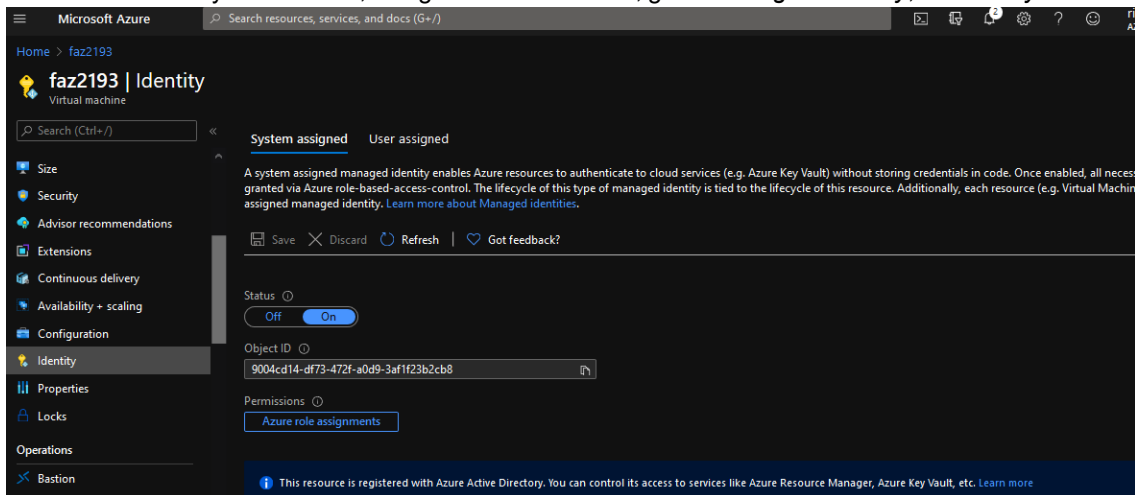 Microsoft Azure
Search resources, services, and docs (G+/)
2
Home > faz2193
faz2193 | Identity
Virtual machine
Search (Ctrl+/)
«
Size
Security
Advisor recommendations
Extensions
Continuous delivery
Availability + scaling
Configuration
Identity
Properties
Locks
Operations
Bastion
System assigned User assigned
A system assigned managed identity enables Azure resources to authenticate to cloud services (e.g. Azure Key Vault) without storing credentials in code. Once enabled, all necess
granted via Azure role-based-access-control. The lifecycle of this type of managed identity is tied to the lifecycle of this resource. Additionally, each resource (e.g. Virtual Machin
assigned managed identity. Learn more about Managed identities.
Save Discard Refresh | Got feedback?
Status
Off On
Object ID
9004cd14-df73-472f-a0d9-3af1f23b2cb8
Permissions
Azure role assignments
This resource is registered with Azure Active Directory. You can control its access to services like Azure Resource Manager, Azure Key Vault, etc. Learn more